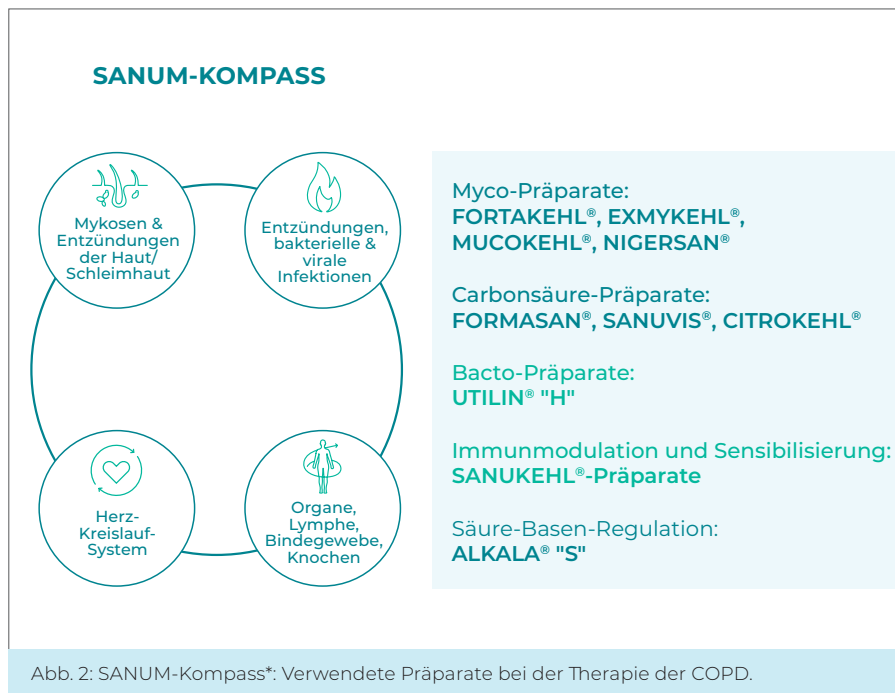 SANUM-KOMPASS
Mykosen &
Entzündungen
der Haut/
Schleimhaut
Entzündungen,
bakterielle &
virale
Infektionen
Herz-
Kreislauf-
System
Organe,
Lymphe,
Bindegewebe,
Knochen
Myco-Präparate:
FORTAKEHL®, EXMYKEHL®,
MUCOKEHL®, NIGERSAN®
Carbonsäure-Präparate:
FORMASAN®, SANUVIS®, CITROKEHL®
Bacto-Präparate:
UTILIN® "H"
Immunmodulation und Sensibilisierung:
SANUKEHL®-Präparate
Säure-Basen-Regulation:
ALKALA® "S"
Abb. 2: SANUM-Kompass*: Verwendete Präparate bei der Therapie der COPD.